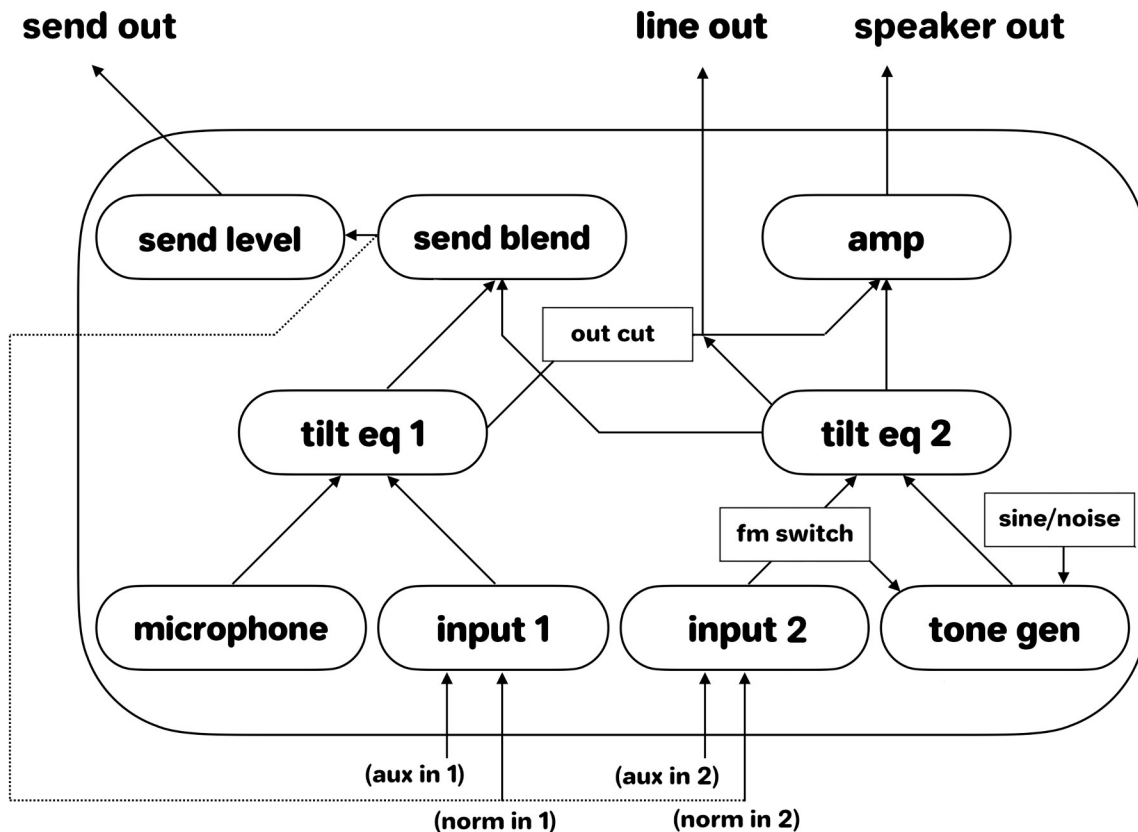 send out
line out
speaker out
send level
send blend
amp
out cut
tilt eq 1
tilt eq 2
fm switch
sine/noise
microphone
input 1
input 2
tone gen
(aux in 1)
(aux in 2)
(norm in 1)
(norm in 2)